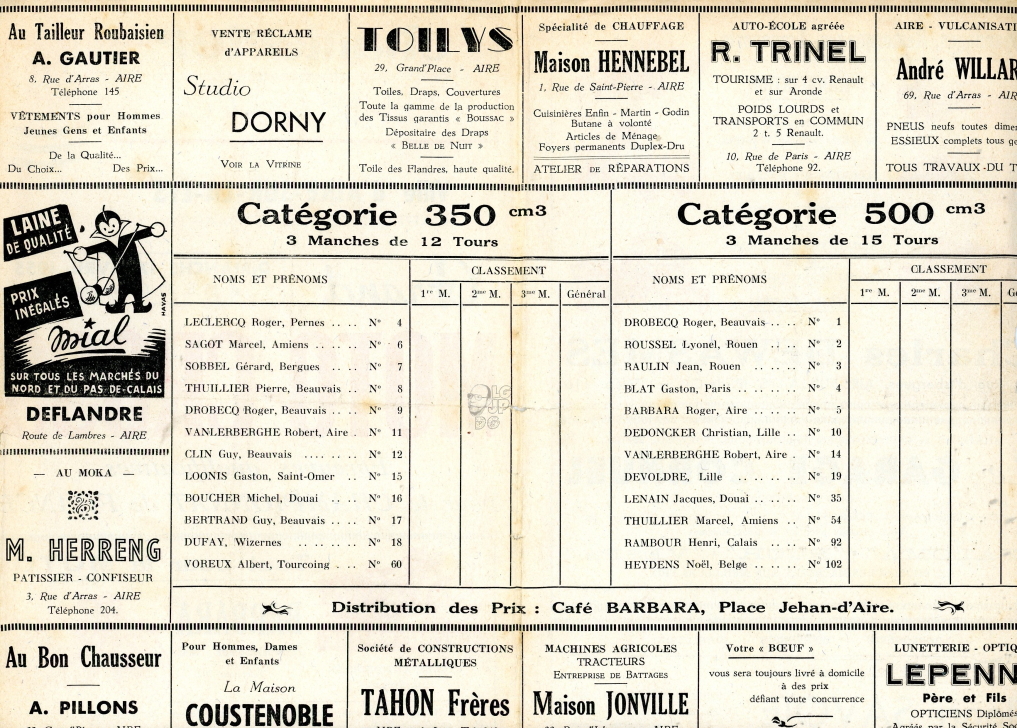 Au Tailleur Roubaisien
A. GAUTIER
8, Rue d'Arras - AIRE
Téléphone 145
VÊTEMENTS pour Hommes
Jeunes Gens et Enfants
De la Qualité...
Du Choix... Des Prix...
VENTE RÉCLAME
d'APPAREILS
Studio
DORNY
VOIR LA VITRINE
TOILYS
29, Grand'Place - AIRE
Toiles, Draps, Couvertures
Toute la gamme de la production
des Tissus garantis « BOUSSAC »
Dépositaire des Draps
« BELLE DE NUIT »
Toile des Flandres, haute qualité.
Spécialité de CHAUFFAGE
Maison HENNEBEL
1, Rue de Saint-Pierre - AIRE
Cuisinières Enfin - Martin - Godin
Butane à volonté
Articles de Ménage
Foyers permanents Duplex-Dru
ATELIER DE RÉPARATIONS
AUTO-ÉCOLE agréée
R. TRINEL
TOURISME : sur 4 cv. Renault
et sur Aronde
POIDS LOURDS et
TRANSPORTS en COMMUN
2 t. 5 Renault.
10, Rue de Paris - AIRE
Téléphone 92.
AIRE - VULCANISATI
André WILLAR
69, Rue d'Arras - AIR
PNEUS neufs toutes dimen
ESSIEUX complets tous ge
TOUS TRAVAUX DU T
LAINE
DE QUALITÉ
PRIX
INÉGALÉS
HAVAS
Mial
SUR TOUS LES MARCHÉS DU
NORD ET DU PAS-DE-CALAIS
DEFLANDRE
Route de Lambres - AIRE
— AU MOKA —
M. HERRENG
PATISSIER - CONFISEUR
3, Rue d'Arras - AIRE
Téléphone 204.
Catégorie 350 cm3
3 Manches de 12 Tours
NOMS ET PRÉNOMS
CLASSEMENT
1re M. 2me M. 3me M. Général
LECLERCQ Roger, Pernes .. .. N° 4
SAGOT Marcel, Amiens .. .. N° 6
SOBBEL Gérard, Bergues .. .. N° 7
THUILLIER Pierre, Beauvais .. N° 8
DROBECQ Roger, Beauvais .. .. N° 9
VANLERBERGHE Robert, Aire . N° 11
CLIN Guy, Beauvais .... .. .. N° 12
LOONIS Gaston, Saint-Omer .. N° 15
BOUCHER Michel, Douai .. .. N° 16
BERTRAND Guy, Beauvais .. .. N° 17
DUFAY, Wizernes .. .. .. .. N° 18
VOREUX Albert, Tourcoing . .. N° 60
Catégorie 500 cm3
3 Manches de 15 Tours
NOMS ET PRÉNOMS
CLASSEMENT
1re M. 2me M. 3me M. G
DROBECQ Roger, Beauvais .. .. N° 1
ROUSSEL Lyonel, Rouen .. .. N° 2
RAULIN Jean, Rouen .. .. .. N° 3
BLAT Gaston, Paris .. .. .. N° 4
BARBARA Roger, Aire .. .. .. N° 5
DEDONCKER Christian, Lille .. N° 10
VANLERBERGHE Robert, Aire . N° 14
DEVOLDRE, Lille .. .. .. N° 19
LENAIN Jacques, Douai .. .. N° 35
THUILLIER Marcel, Amiens .. N° 54
RAMBOUR Henri, Calais .. N° 92
HEYDENS Noël, Belge .. .. N° 102
LG
JP
DG
Distribution des Prix : Café BARBARA, Place Jehan-d'Aire.
Au Bon Chausseur
A. PILLONS
Pour Hommes, Dames
et Enfants
La Maison
COUSTENOBLE
Société de CONSTRUCTIONS
MÉTALLIQUES
TAHON Frères
MACHINES AGRICOLES
TRACTEURS
ENTREPRISE DE BATTAGES
Maison JONVILLE
Votre « BŒUF »
vous sera toujours livré à domicile
à des prix
défiant toute concurrence
LUNETTERIE - OPTIQ
LEPENN
Père et Fils
OPTICIENS Diplômé